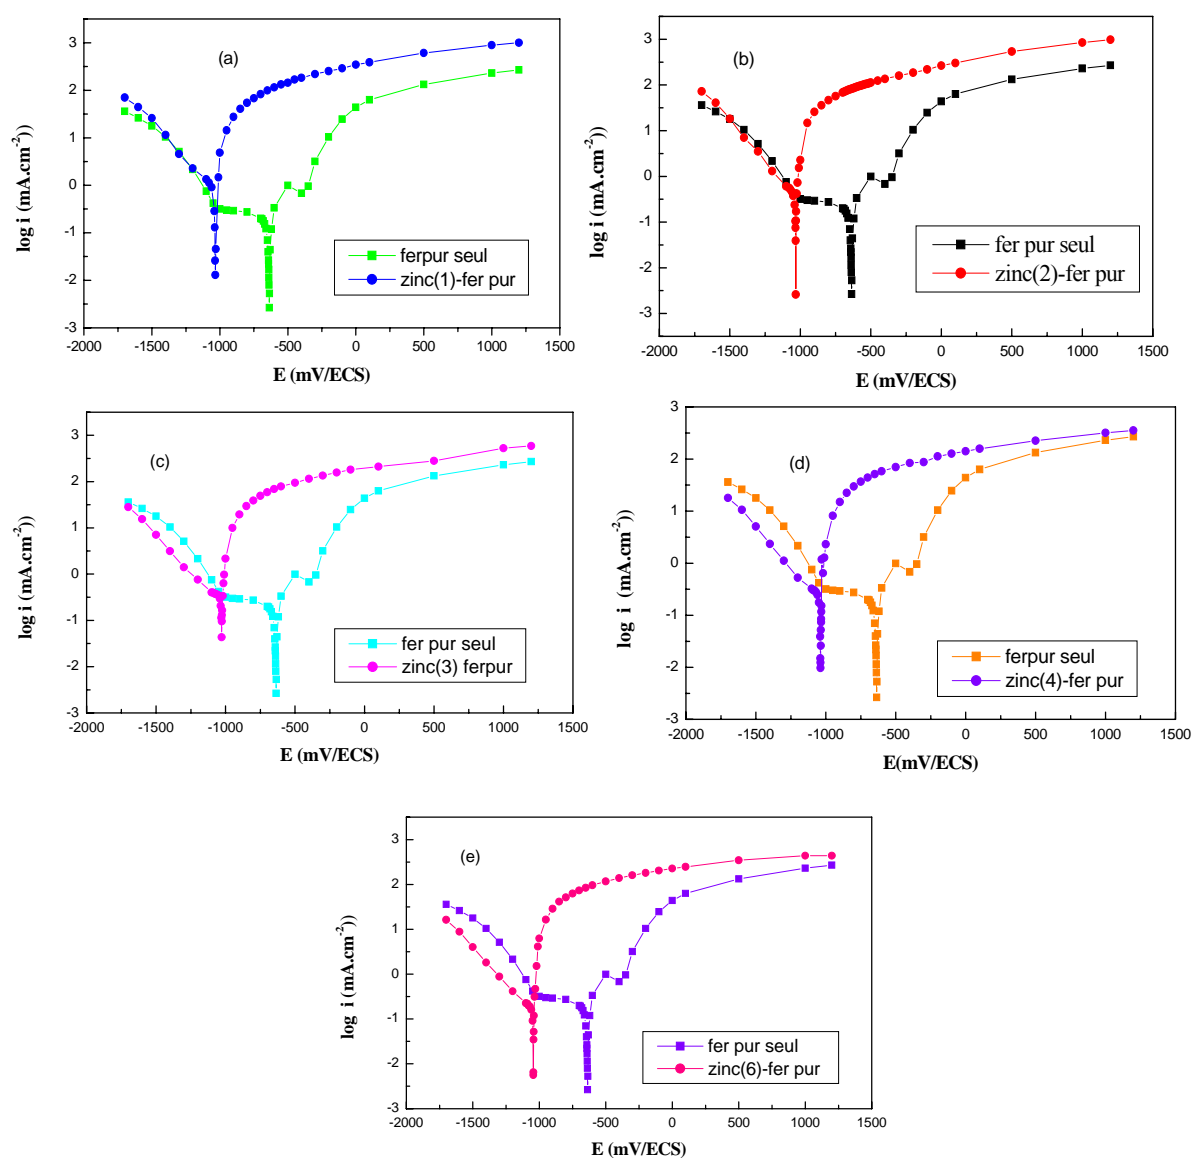 (a)
3
2
1
0
-1
-2
-3
-2000 -1500 -1000 -500 0 500 1000 1500
log i (mA.cm-2))
E (mV/ECS)
ferpur seul
zinc(1)-fer pur
(b)
3
2
1
0
-1
-2
-3
-2000 -1500 -1000 -500 0 500 1000 1500
log i (mA.cm-2))
E (mV/ECS)
fer pur seul
zinc(2)-fer pur
(c)
3
2
1
0
-1
-2
-3
-2000 -1500 -1000 -500 0 500 1000 1500
log i (mA.cm-2))
E (mV/ECS)
fer pur seul
zinc(3) ferpur
(d)
3
2
1
0
-1
-2
-3
-2000 -1500 -1000 -500 0 500 1000 1500
log i (mA.cm-2))
E(mV/ECS)
ferpur seul
zinc(4)-fer pur
(e)
3
2
1
0
-1
-2
-3
-2000 -1500 -1000 -500 0 500 1000 1500
log i (mA.cm-2))
E (mV/ECS)
fer pur seul
zinc(6)-fer pur